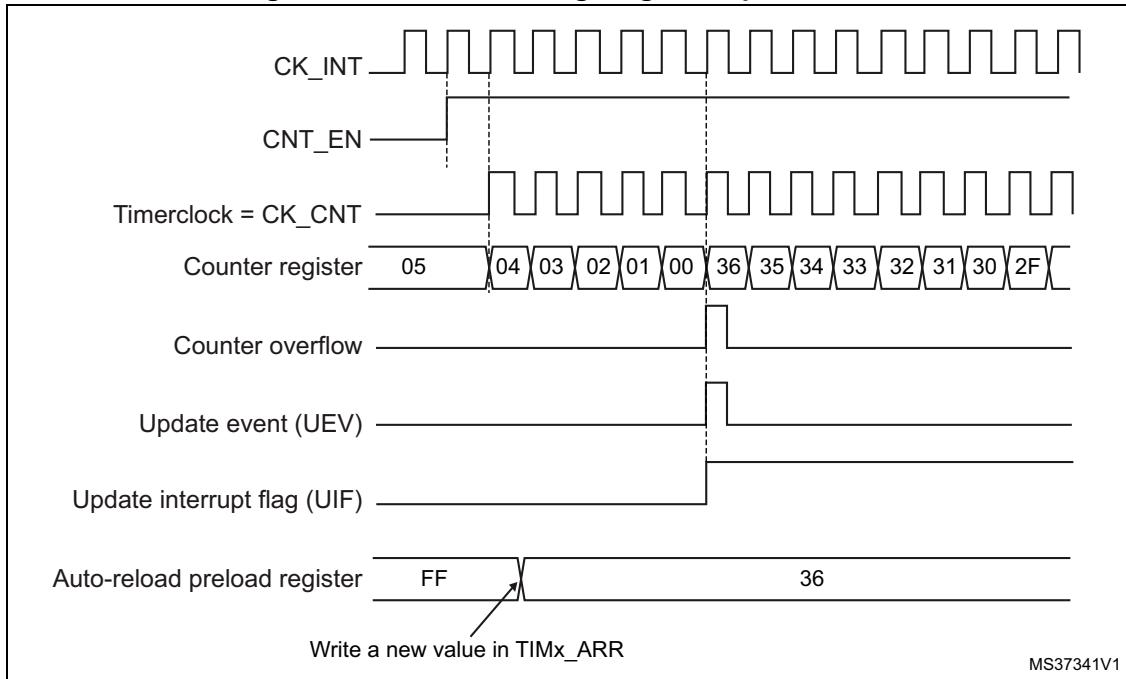 CK_INT
CNT_EN
Timerclock = CK_CNT
Counter register 05 04 03 02 01 00 36 35 34 33 32 31 30 2F
Counter overflow
Update event (UEV)
Update interrupt flag (UIF)
Auto-reload preload register FF 36
Write a new value in TIMx_ARR
MS37341V1